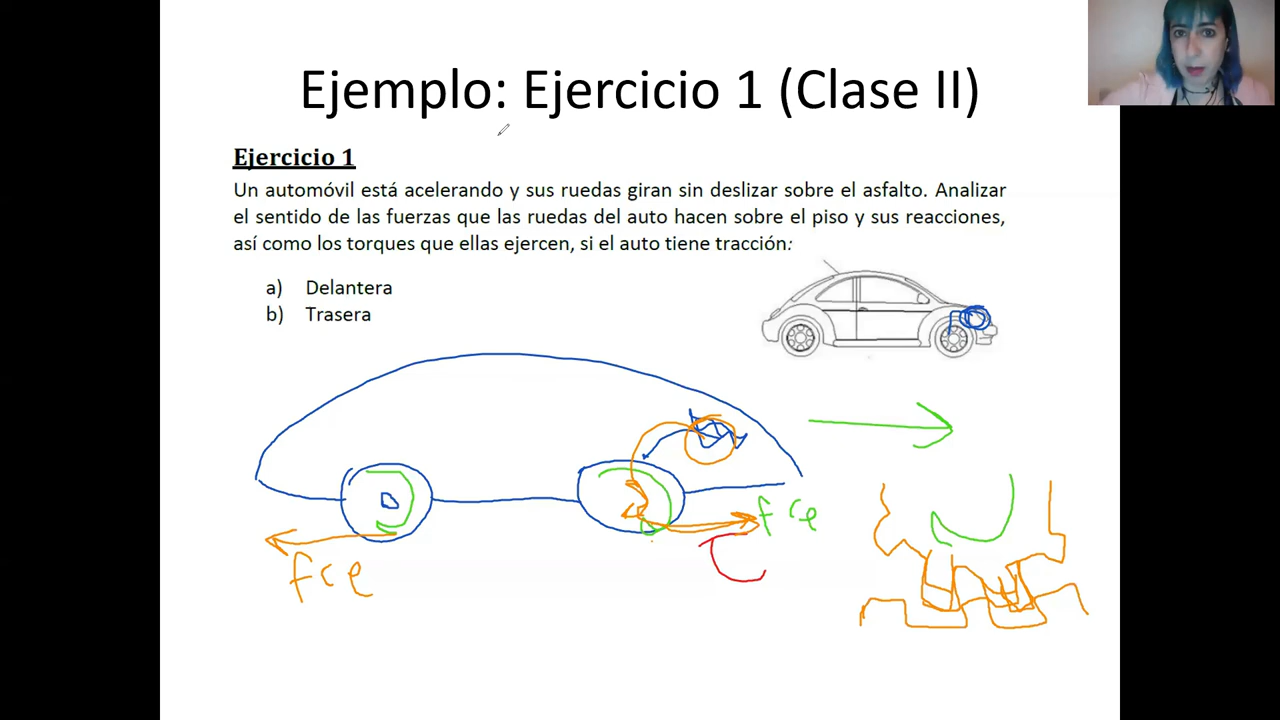 Ejemplo: Ejercicio 1 (Clase II)
Ejercicio 1
Un automóvil está acelerando y sus ruedas giran sin deslizar sobre el asfalto. Analizar
el sentido de las fuerzas que las ruedas del auto hacen sobre el piso y sus reacciones,
así como los torques que ellas ejercen, si el auto tiene tracción:
a) Delantera
b) Trasera
fre
fre